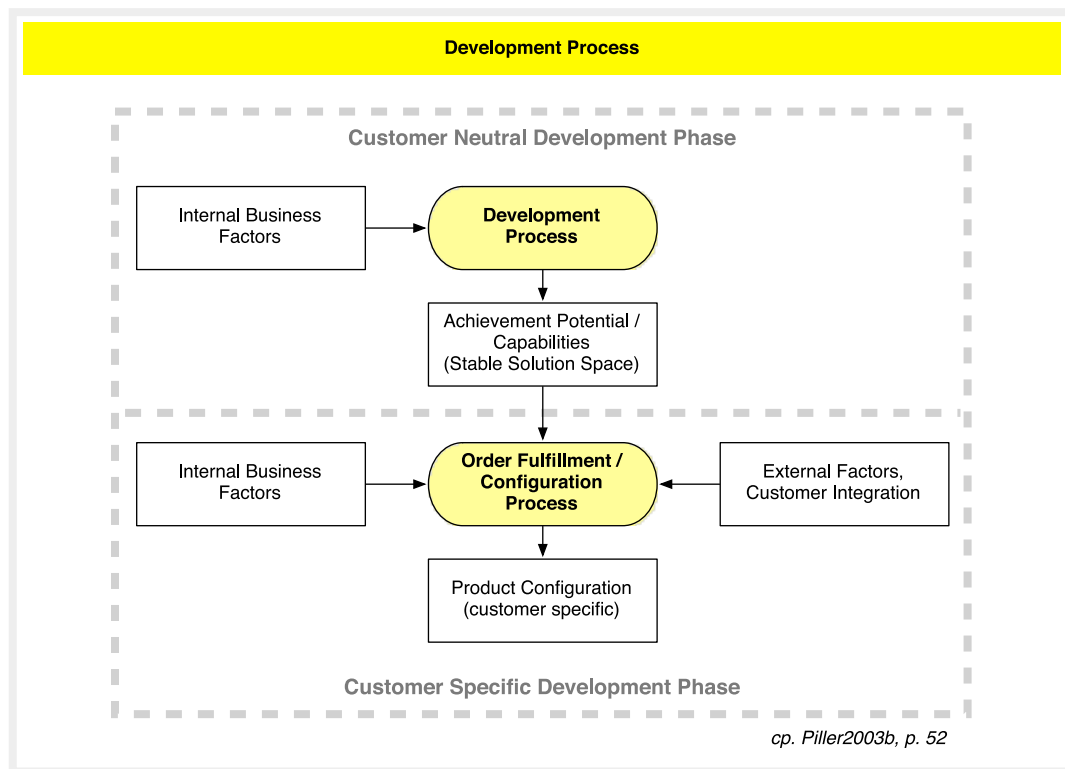 Development Process
Customer Neutral Development Phase
Internal Business
Factors
Development
Process
Achievement Potential /
Capabilities
(Stable Solution Space)
Internal Business
Factors
Order Fulfillment /
Configuration
Process
External Factors,
Customer Integration
Product Configuration
(customer specific)
Customer Specific Development Phase
cp. Piller2003b, p. 52